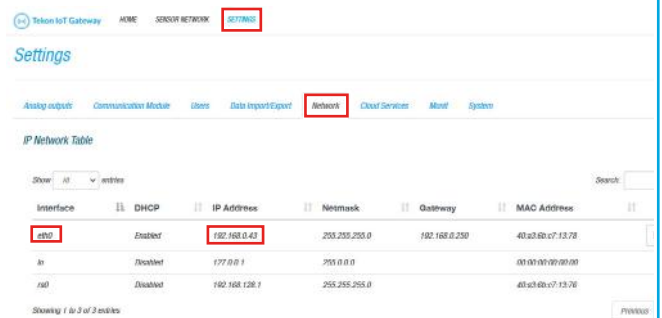 Tekon IoT Gateway HOME SENSOR NETWORK SETTINGS
Settings
Analog outputs Communication Module Users Data Import/Export Network Cloud Services Monit System
IP Network Table
Show 10 entries Search:
Interface DHCP IP Address Netmask Gateway MAC Address
eth0 Enabled 192.168.0.43 255.255.255.0 192.168.0.250 40:a3:6b:c7:13:78
lo Disabled 127.0.0.1 255.0.0.0 00:00:00:00:00:00
Disabled 192.168.128.1 255.255.255.0 40:a3:6b:c7:13:76
Showing 1 to 3 of 3 entries Previous